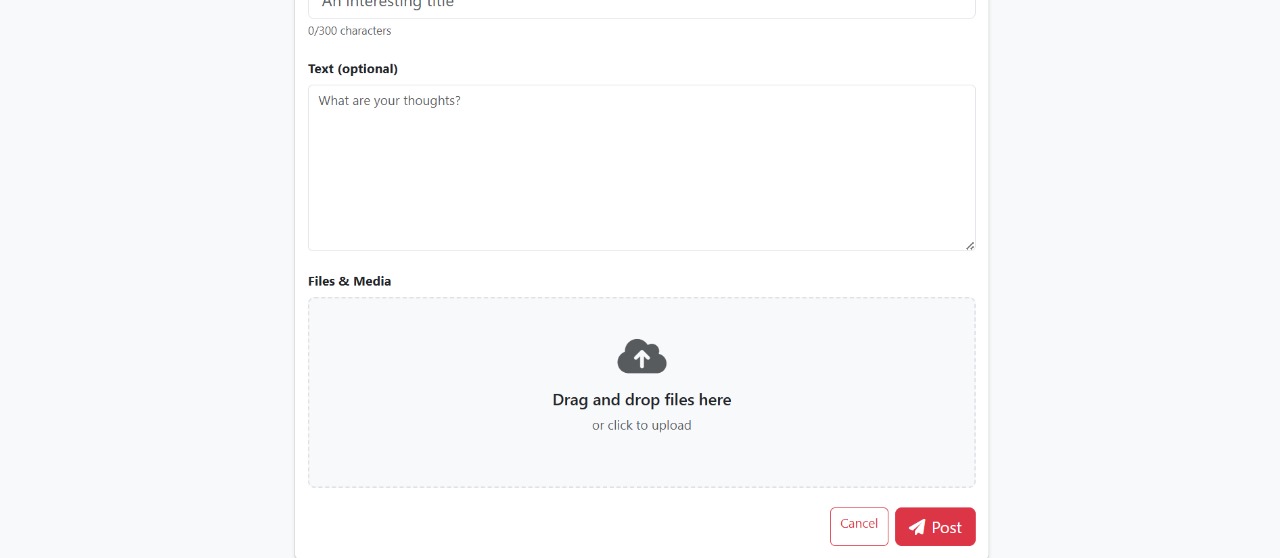 An interesting title
0/300 characters
Text (optional)
What are your thoughts?
Files & Media
Drag and drop files here
or click to upload
Cancel
Post